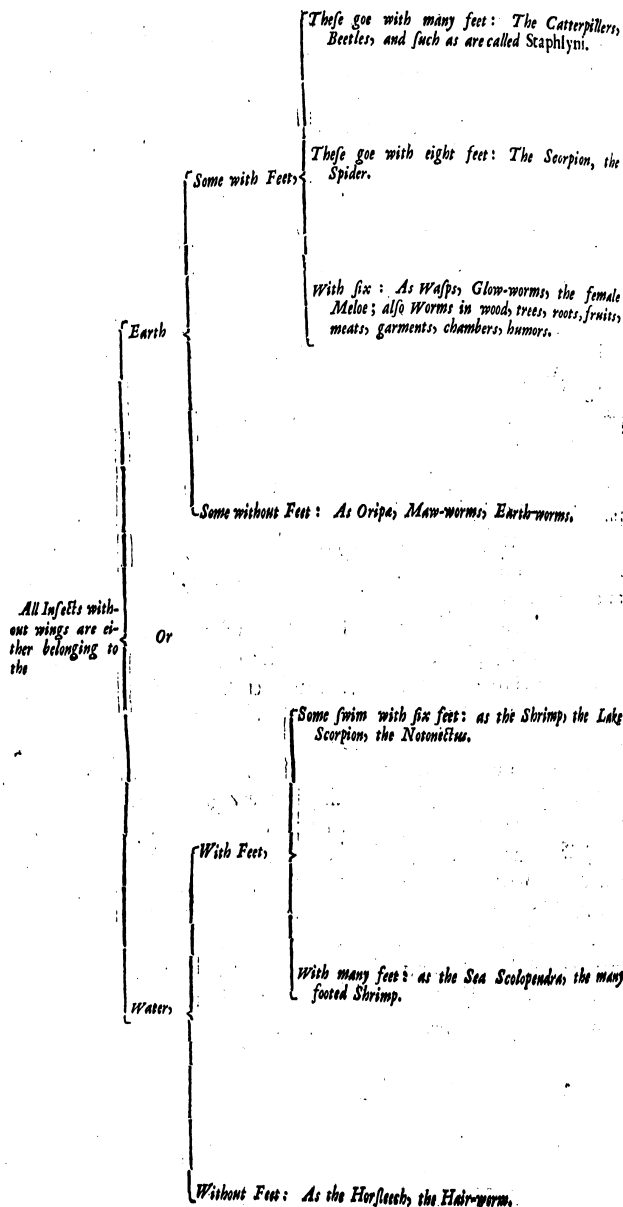 Theſe goe with many feet: The Catterpillers,
Beetles, and ſuch as are called Staphlyni.
Theſe goe with eight feet: The Scorpion, the
Spider.
Some with Feet,
With ſix: As Waſps, Glow-worms, the female
Meloe; alſo Worms in wood, trees, roots, fruits,
meats, garments, chambers, humors.
Earth
Some without Feet: As Oripæ, Maw-worms, Earth-worms.
All Inſects with-
out wings are ei-
ther belonging to
the
Or
Some ſwim with ſix feet: as the Shrimp, the Lake
Scorpion, the Notonectus.
With Feet,
With many feet: as the Sea Scolopendra, the many
footed Shrimp.
Water,
Without Feet: As the Horſleech, the Hair-worm.